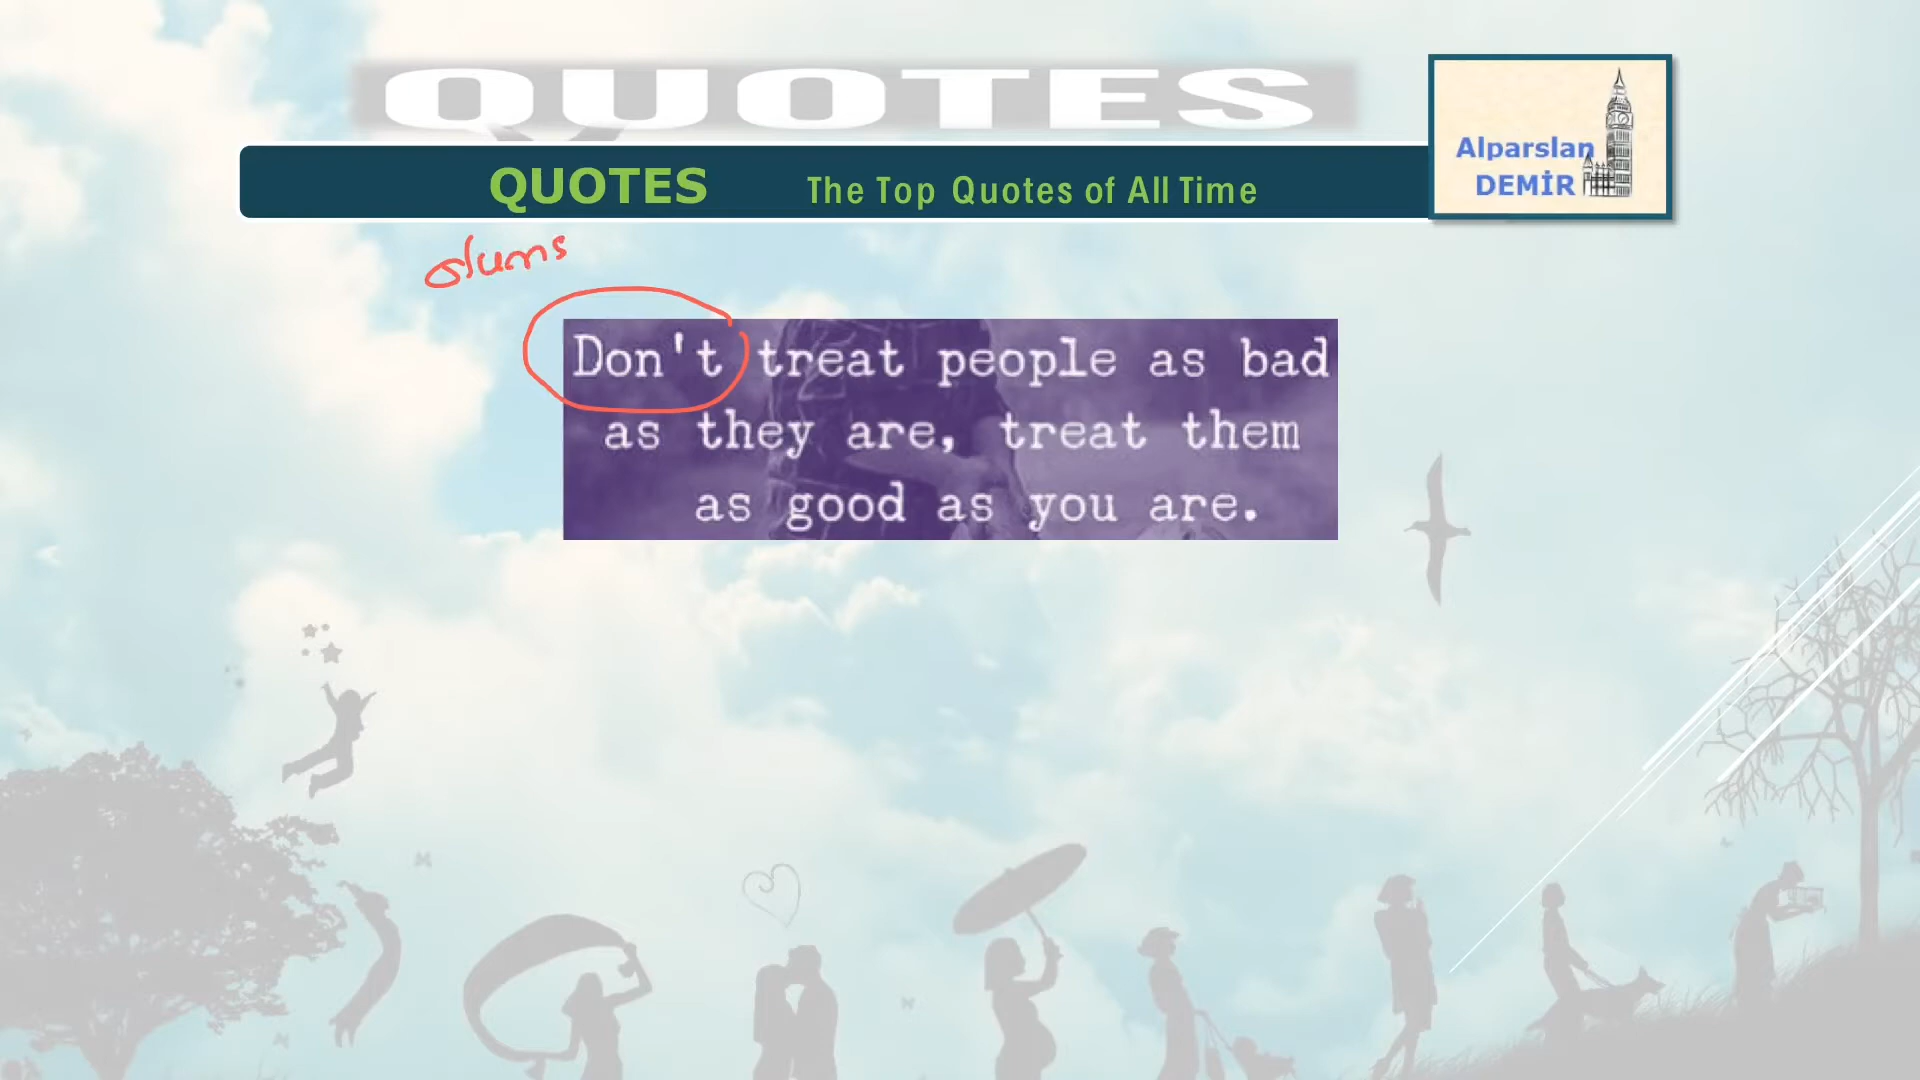 QUOTES
QUOTES The Top Quotes of All Time
Alparslan
DEMİR
olums
Don't treat people as bad
as they are, treat them
as good as you are.